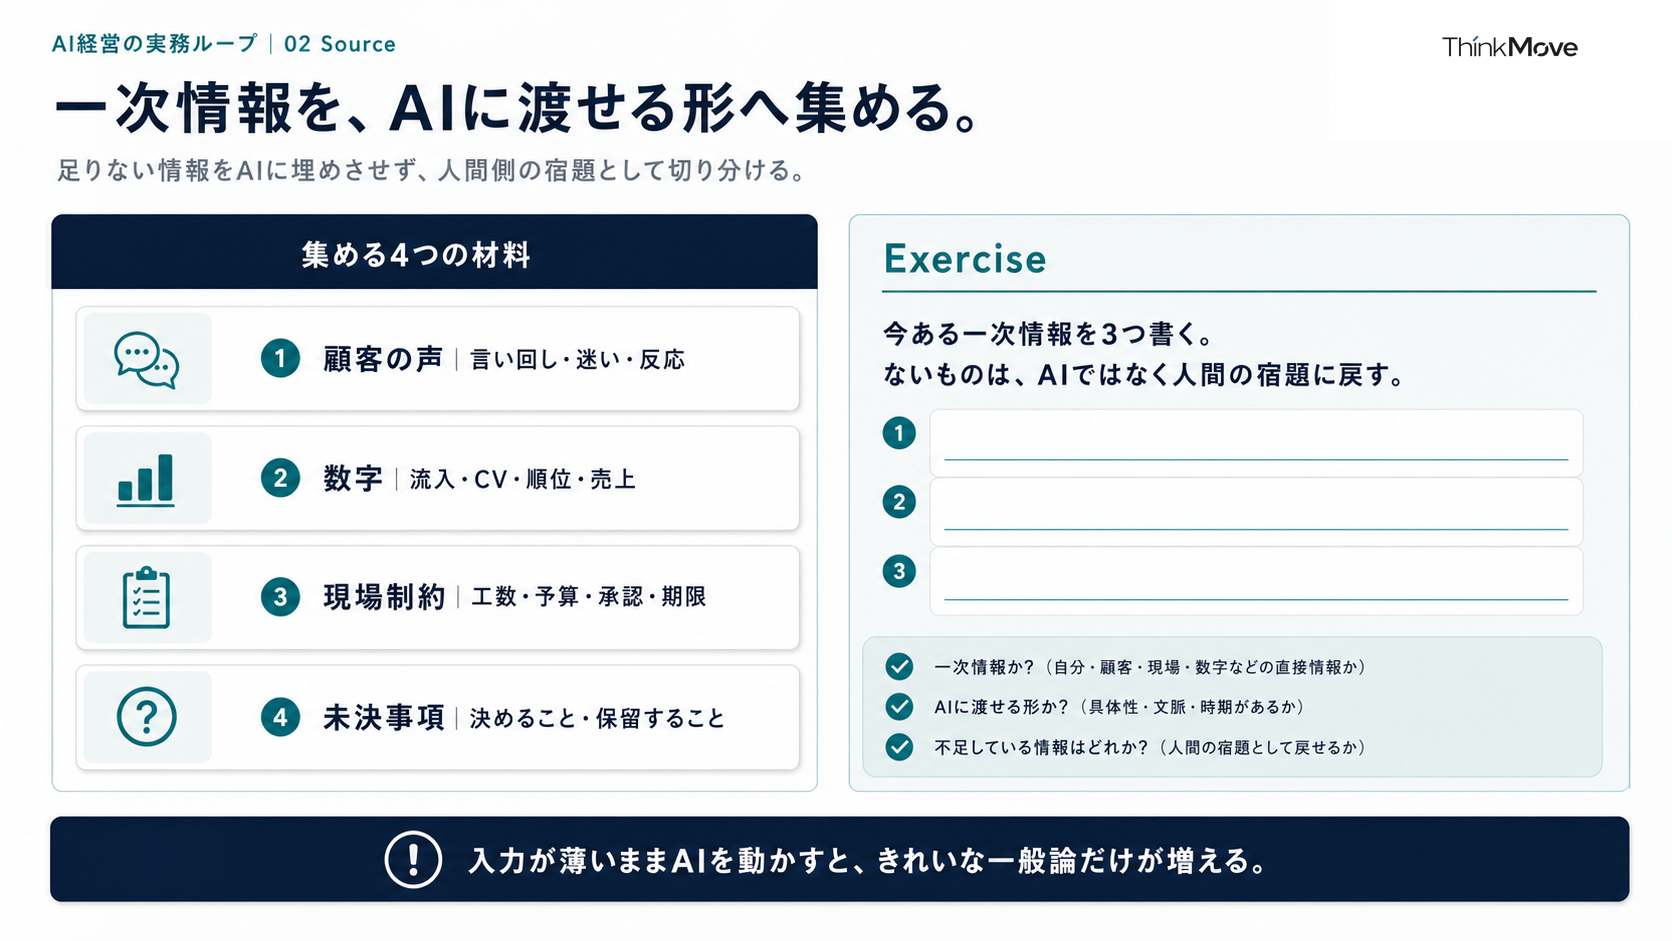 AI経営の実務ループ｜02 Source
ThinkMove
一次情報を、AIに渡せる形へ集める。
足りない情報をAIに埋めさせず、人間側の宿題として切り分ける。
集める4つの材料
1 顧客の声｜言い回し・迷い・反応
2 数字｜流入・CV・順位・売上
3 現場制約｜工数・予算・承認・期限
? 4 未決事項｜決めること・保留すること
Exercise
今ある一次情報を3つ書く。
ないものは、AIではなく人間の宿題に戻す。
1
2
3
一次情報か？（自分・顧客・現場・数字などの直接情報か）
AIに渡せる形か？（具体性・文脈・時期があるか）
不足している情報はどれか？（人間の宿題として戻せるか）
! 入力が薄いままAIを動かすと、きれいな一般論だけが増える。